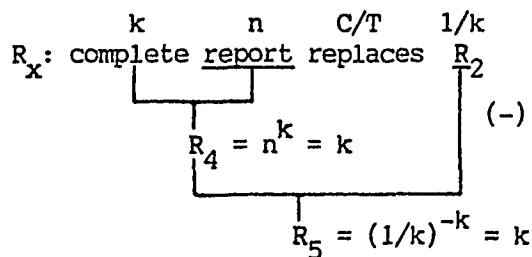 k n C/T 1/k
Rx: complete report replaces R2
(-)
R4 = n^k = k
R5 = (1/k)^-k = k